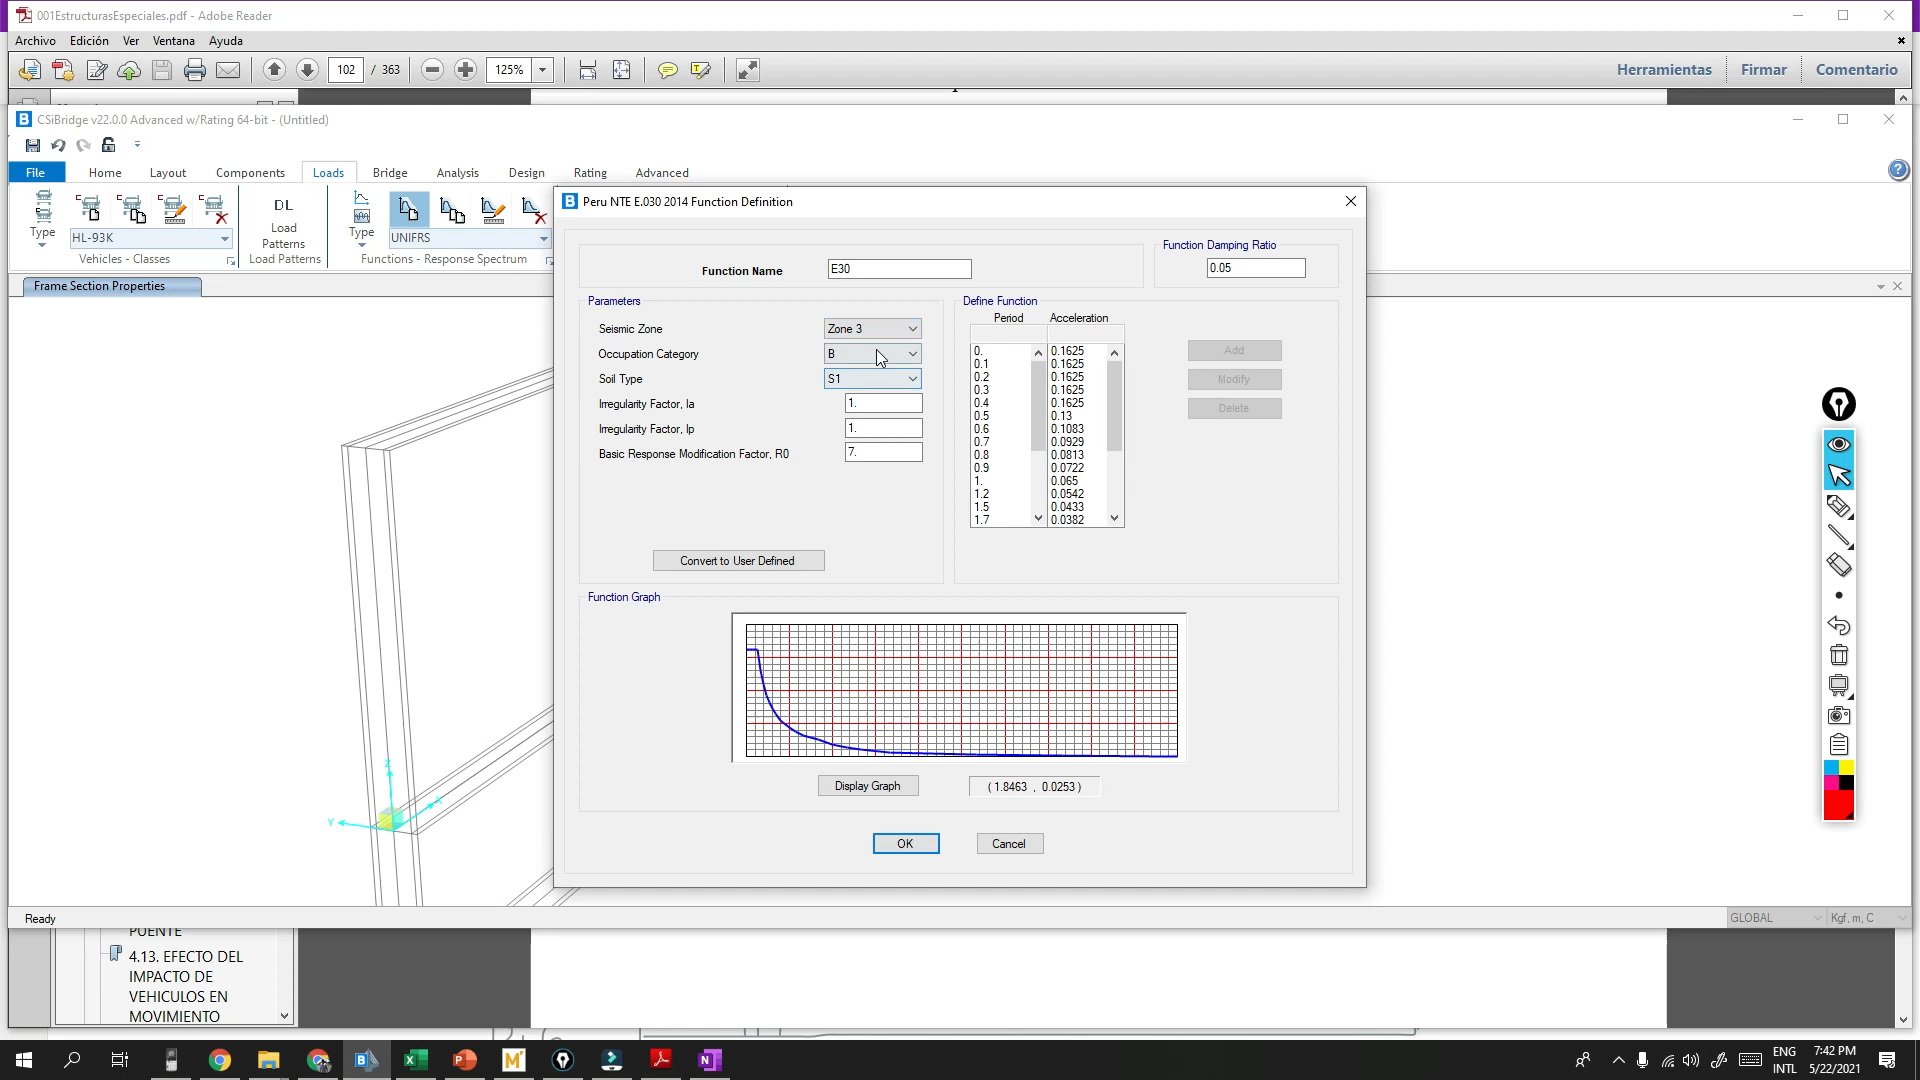 001EstructurasEspeciales.pdf - Adobe Reader
Archivo Edición Ver Ventana Ayuda
102 / 363 125% Herramientas Firmar Comentario
CSiBridge v22.0.0 Advanced w/Rating 64-bit - (Untitled)
File Home Layout Components Loads Bridge Analysis Design Rating Advanced
Type HL-93K Vehicles - Classes
DL
Load
Patterns
Load Patterns
Type UNIFRS Functions - Response Spectrum
Frame Section Properties
Peru NTE E.030 2014 Function Definition
Function Name E30
Function Damping Ratio
0.05
Parameters
Seismic Zone Zone 3
Occupation Category B
Soil Type S1
Irregularity Factor, Ia 1.
Irregularity Factor, Ip 1.
Basic Response Modification Factor, R0 7.
Convert to User Defined
Define Function
Period Acceleration
0. 0.1625
0.1 0.1625
0.2 0.1625
0.3 0.1625
0.4 0.1625
0.5 0.13
0.6 0.1083
0.7 0.0929
0.8 0.0813
0.9 0.0722
1. 0.065
1.2 0.0542
1.5 0.0433
1.7 0.0382
Add
Modify
Delete
Function Graph
Display Graph (1.8463 , 0.0253)
OK Cancel
Z
X
Y
Ready GLOBAL Kgf, m, C
PUENTE
4.13. EFECTO DEL
IMPACTO DE
VEHICULOS EN
MOVIMIENTO
ENG
INTL
7:42 PM
5/22/2021